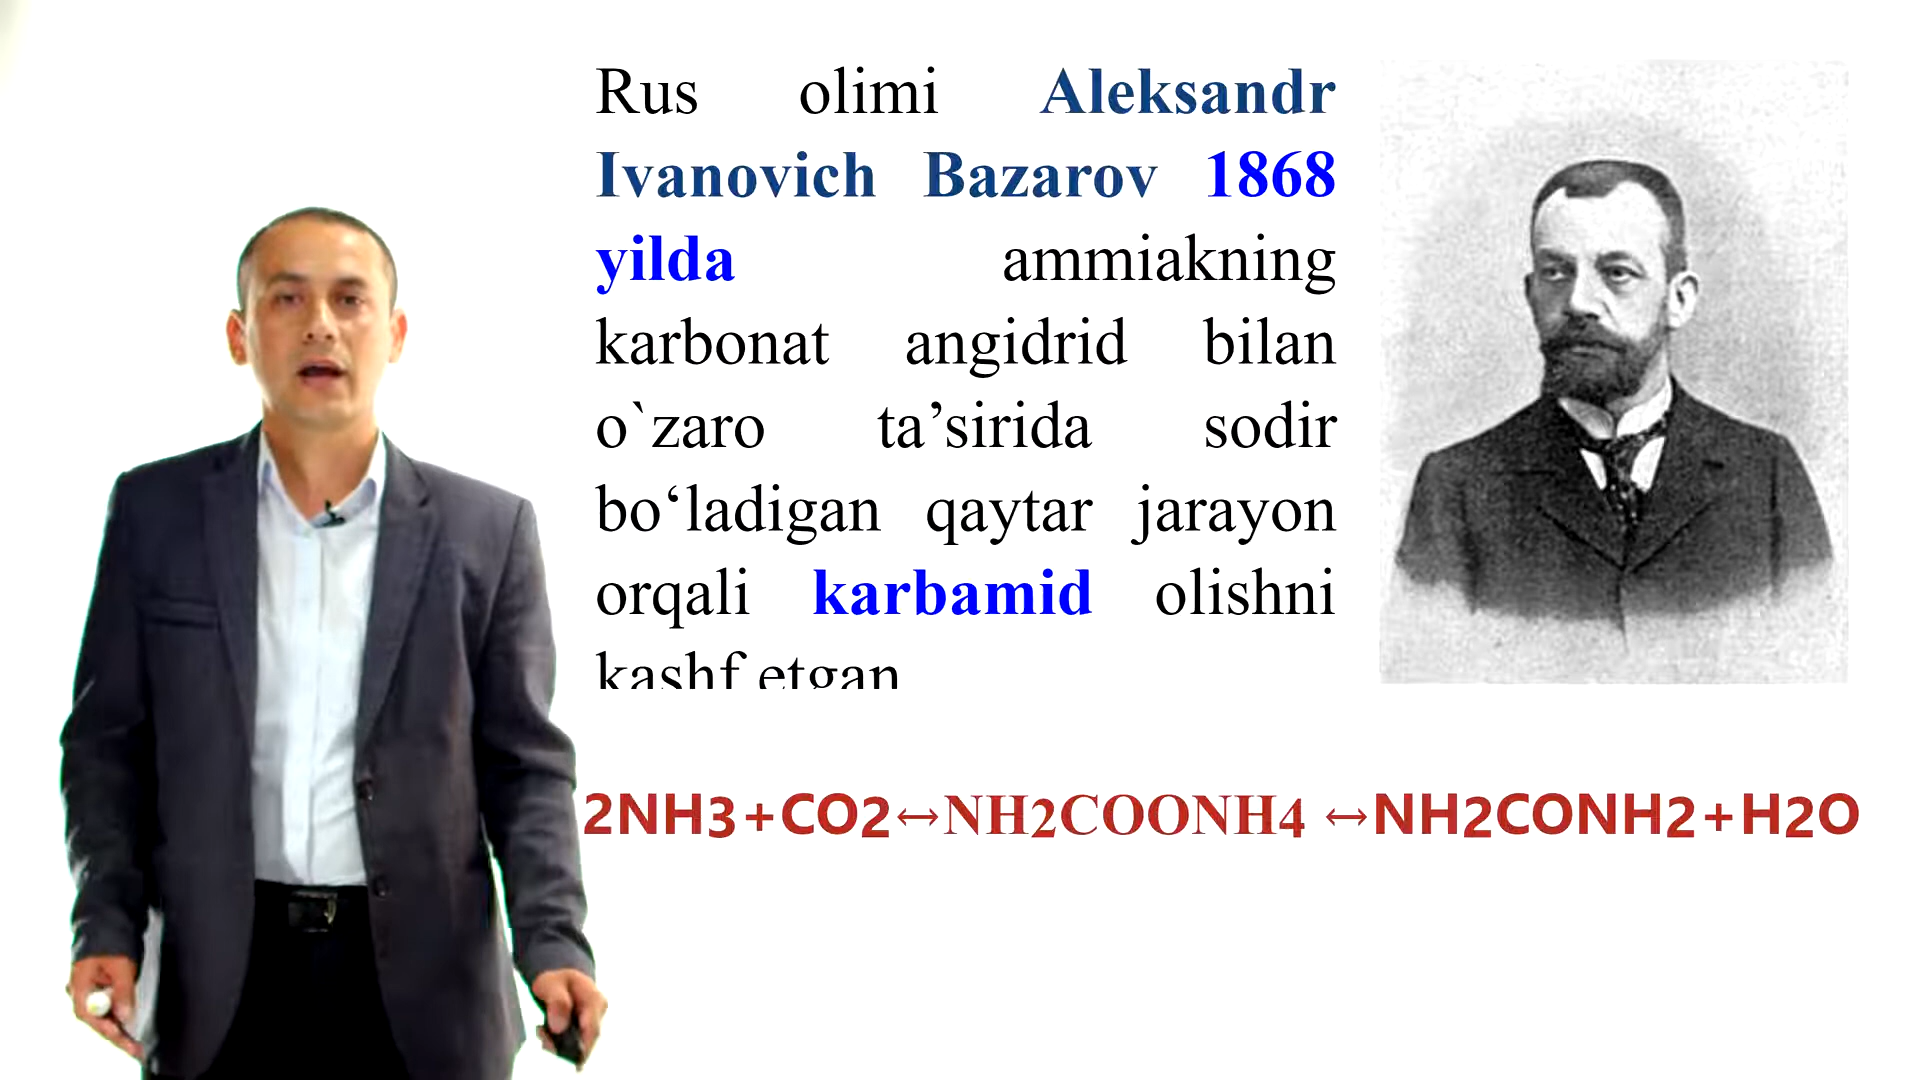 Rus olimi Aleksandr
Ivanovich Bazarov 1868
yilda ammiakning
karbonat angidrid bilan
o`zaro ta’sirida sodir
bo‘ladigan qaytar jarayon
orqali karbamid olishni
kashf etgan
2NH3+CO2↔NH2COONH4 ↔NH2CONH2+H2O